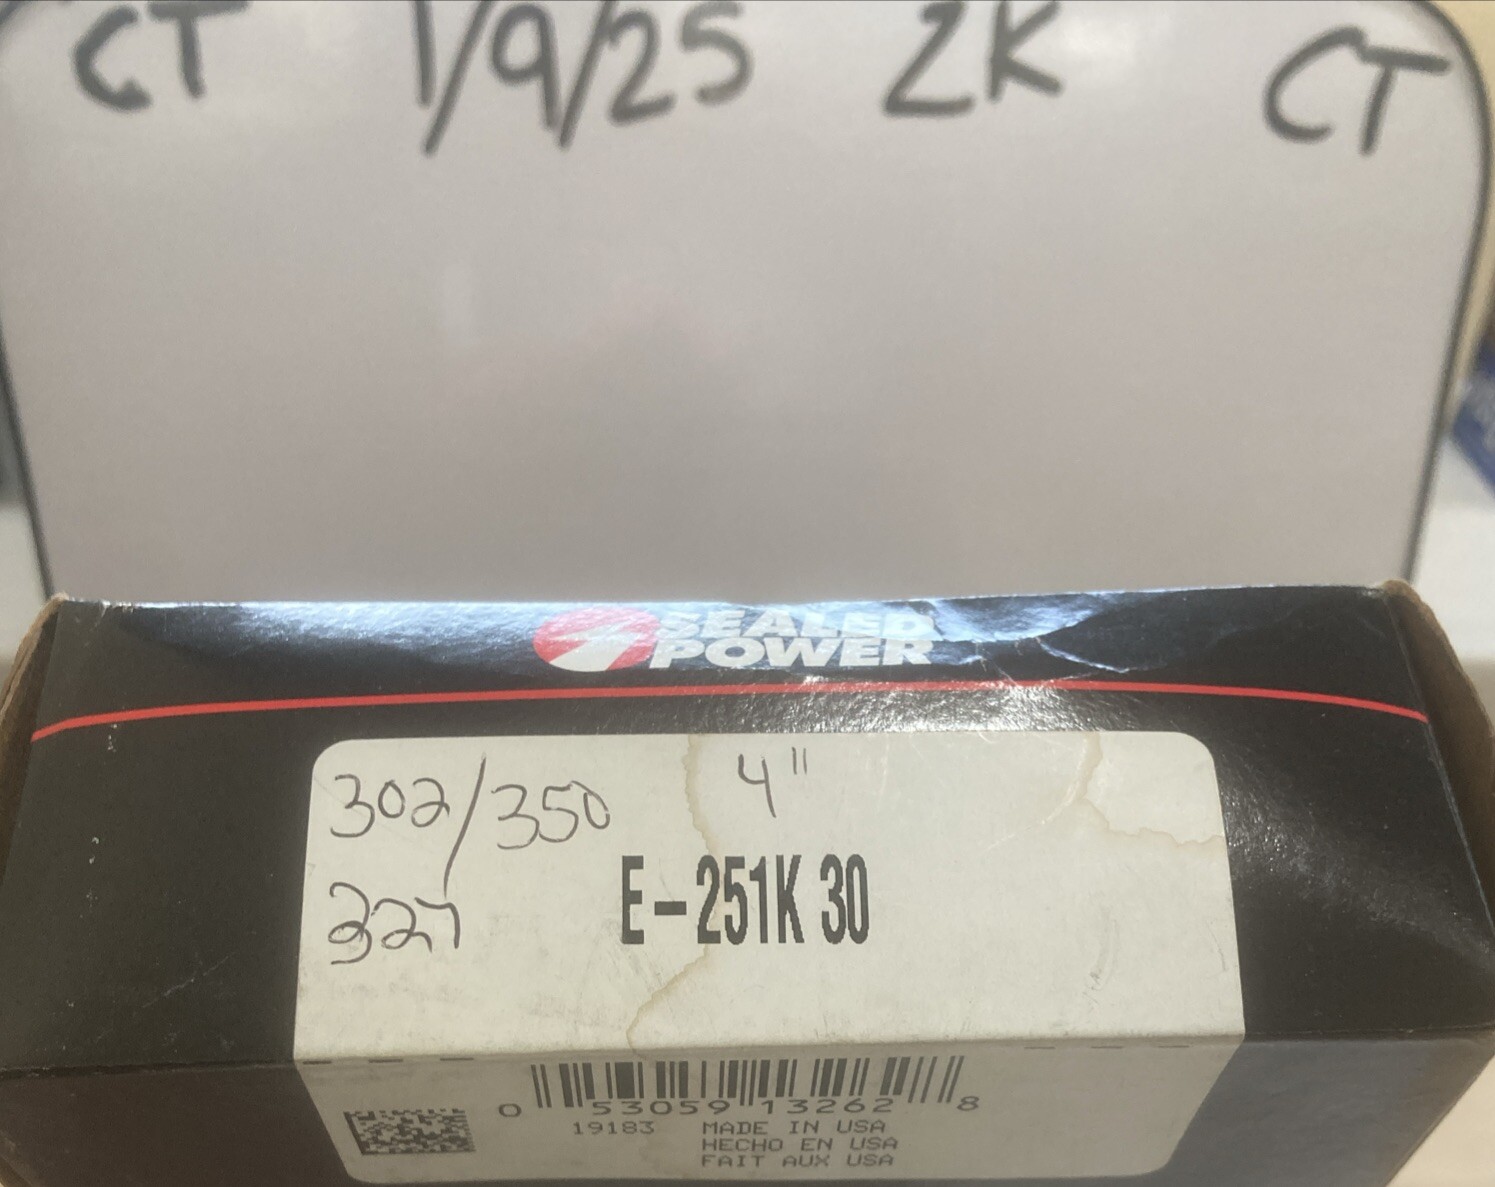 CT 1/9/25 2K CT
SEALED
POWER
302/350 4"
327
E-251K 30
0 53059 13262 8
19183 MADE IN USA
HECHO EN USA
FAIT AUX USA